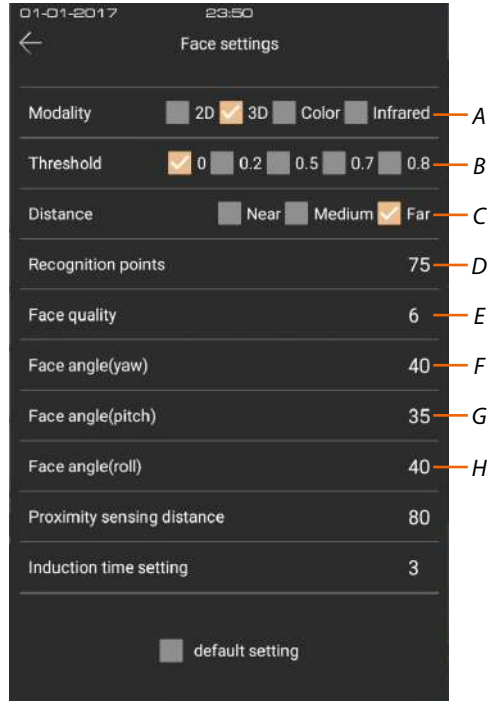 01-01-2017 23:50
Face settings
Modality 2D 3D Color Infrared A
Threshold 0 0.2 0.5 0.7 0.8 B
Distance Near Medium Far C
Recognition points 75 D
Face quality 6 E
Face angle(yaw) 40 F
Face angle(pitch) 35 G
Face angle(roll) 40 H
Proximity sensing distance 80
Induction time setting 3
default setting